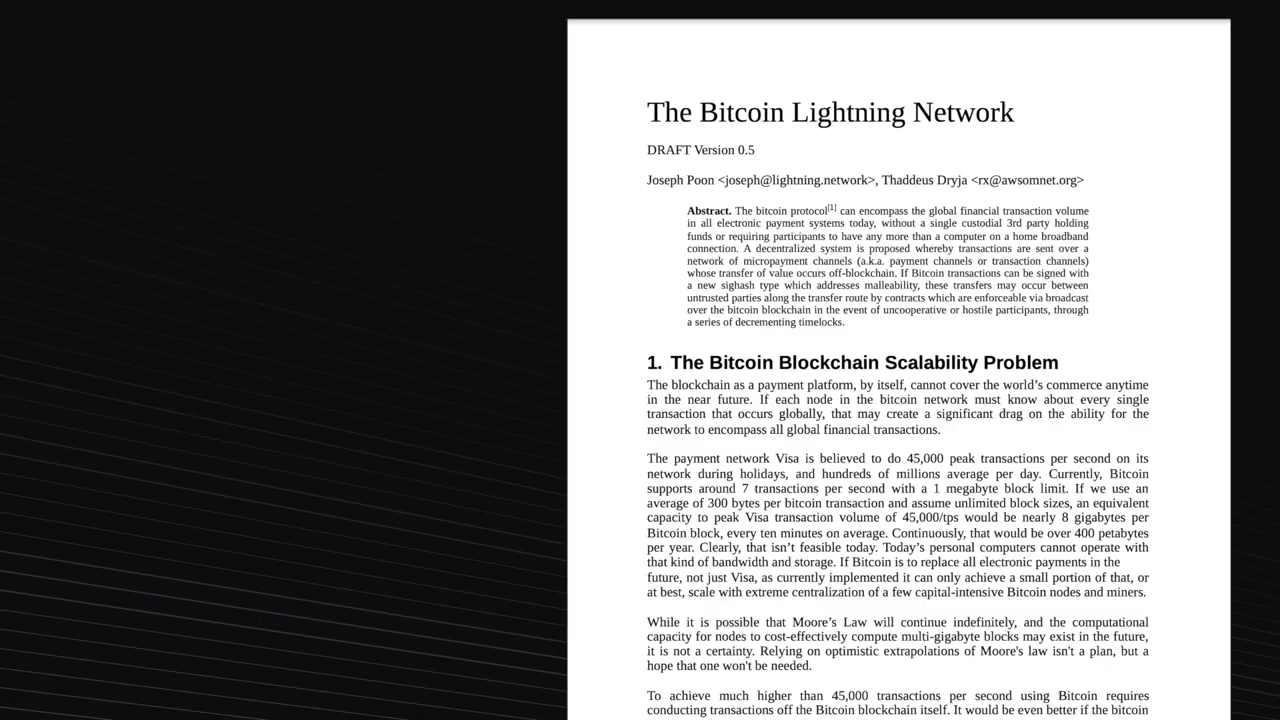 The Bitcoin Lightning Network
DRAFT Version 0.5
Joseph Poon <joseph@lightning.network>, Thaddeus Dryja <rx@awsomnet.org>
Abstract. The bitcoin protocol[1] can encompass the global financial transaction volume
in all electronic payment systems today, without a single custodial 3rd party holding
funds or requiring participants to have any more than a computer on a home broadband
connection. A decentralized system is proposed whereby transactions are sent over a
network of micropayment channels (a.k.a. payment channels or transaction channels)
whose transfer of value occurs off-blockchain. If Bitcoin transactions can be signed with
a new sighash type which addresses malleability, these transfers may occur between
untrusted parties along the transfer route by contracts which are enforceable via broadcast
over the bitcoin blockchain in the event of uncooperative or hostile participants, through
a series of decrementing timelocks.
1. The Bitcoin Blockchain Scalability Problem
The blockchain as a payment platform, by itself, cannot cover the world’s commerce anytime
in the near future. If each node in the bitcoin network must know about every single
transaction that occurs globally, that may create a significant drag on the ability for the
network to encompass all global financial transactions.
The payment network Visa is believed to do 45,000 peak transactions per second on its
network during holidays, and hundreds of millions average per day. Currently, Bitcoin
supports around 7 transactions per second with a 1 megabyte block limit. If we use an
average of 300 bytes per bitcoin transaction and assume unlimited block sizes, an equivalent
capacity to peak Visa transaction volume of 45,000/tps would be nearly 8 gigabytes per
Bitcoin block, every ten minutes on average. Continuously, that would be over 400 petabytes
per year. Clearly, that isn’t feasible today. Today’s personal computers cannot operate with
that kind of bandwidth and storage. If Bitcoin is to replace all electronic payments in the
future, not just Visa, as currently implemented it can only achieve a small portion of that, or
at best, scale with extreme centralization of a few capital-intensive Bitcoin nodes and miners.
While it is possible that Moore’s Law will continue indefinitely, and the computational
capacity for nodes to cost-effectively compute multi-gigabyte blocks may exist in the future,
it is not a certainty. Relying on optimistic extrapolations of Moore's law isn't a plan, but a
hope that one won't be needed.
To achieve much higher than 45,000 transactions per second using Bitcoin requires
conducting transactions off the Bitcoin blockchain itself. It would be even better if the bitcoin